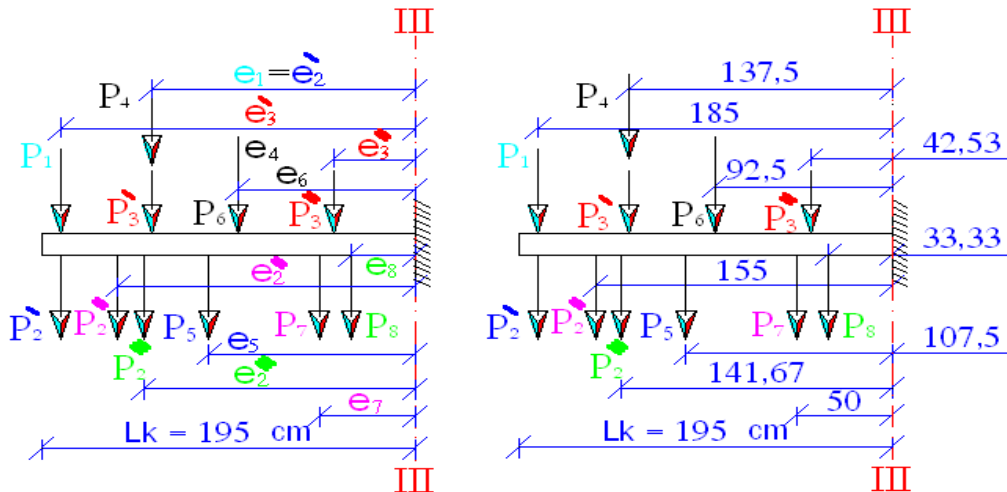 III
III
e₁=e₂'
137,5
P₄
P₄
e₃'
185
P₁
e₄
e₃''
P₁
42,53
e₆
92,5
P₃'
P₆
P₃''
P₃'
P₆
P₃''
e₈
33,33
e₂''
155
P₂'
P₂''
P₅
P₇
P₈
P₂'
P₂''
P₅
P₇
P₈
P₂
e₅
P₂
107,5
e₂
141,67
e₇
50
Lk = 195 cm
Lk = 195 cm
III
III